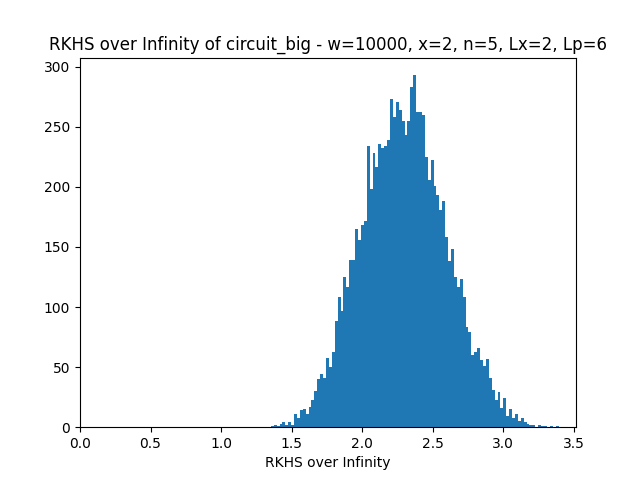 RKHS over Infinity of circuit_big - w=10000, x=2, n=5, Lx=2, Lp=6
300
250
200
150
100
50
0
0.0 0.5 1.0 1.5 2.0 2.5 3.0 3.5
RKHS over Infinity